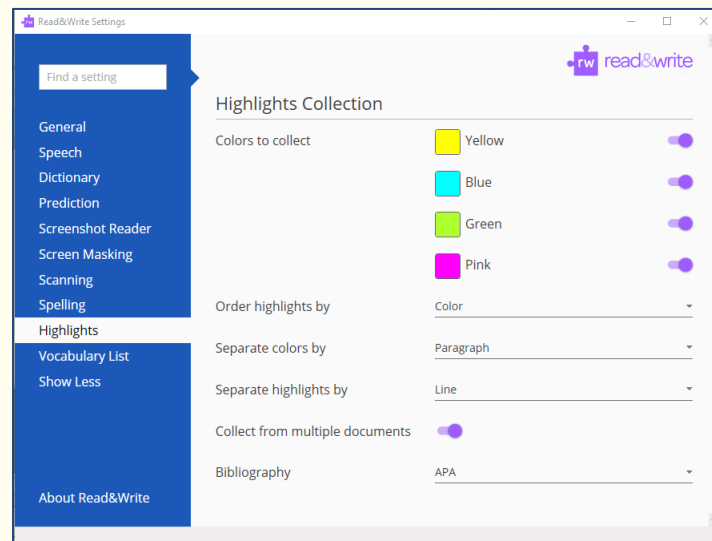 Read&Write Settings
rw read&write
Find a setting
General
Speech
Dictionary
Prediction
Screenshot Reader
Screen Masking
Scanning
Spelling
Highlights
Vocabulary List
Show Less
About Read&Write
Highlights Collection
Colors to collect Yellow
Blue
Green
Pink
Order highlights by Color
Separate colors by Paragraph
Separate highlights by Line
Collect from multiple documents
Bibliography APA